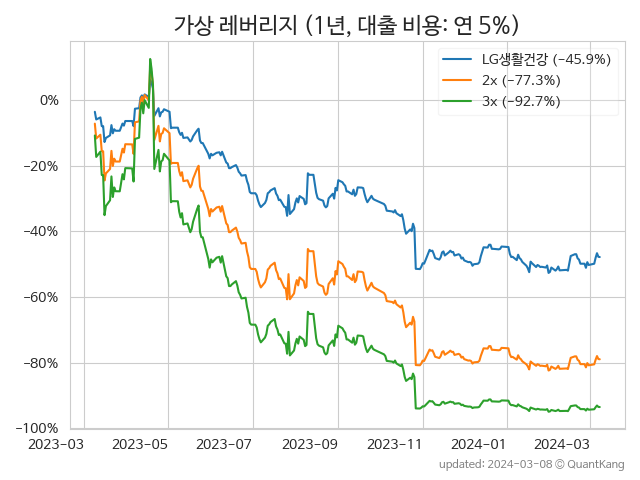 가상 레버리지 (1년, 대출 비용: 연 5%)
LG생활건강 (−45.9%)
2x (−77.3%)
3x (−92.7%)
0%
−20%
−40%
−60%
−80%
−100%
2023-03 2023-05 2023-07 2023-09 2023-11 2024-01 2024-03
updated: 2024-03-08 © QuantKang